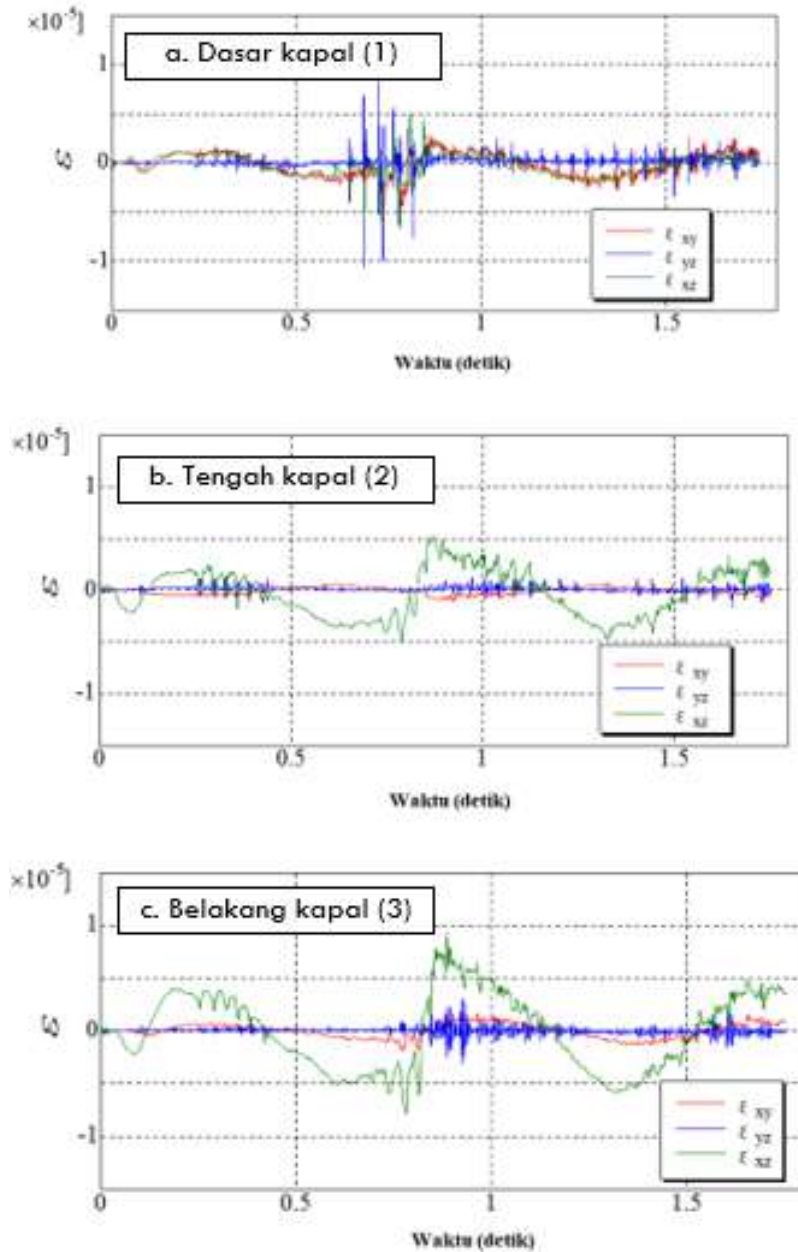 ×10⁻⁵]
a. Dasar kapal (1)
1
0
-1
ε
ε xy
ε yz
ε xz
0
0.5
1
1.5
Waktu (detik)
×10⁻⁵]
b. Tengah kapal (2)
1
0
-1
ε
ε xy
ε yz
ε xz
0
0.5
1
1.5
Waktu (detik)
×10⁻⁵]
c. Belakang kapal (3)
1
0
-1
ε
ε xy
ε yz
ε xz
0
0.5
1
1.5
Waktu (detik)